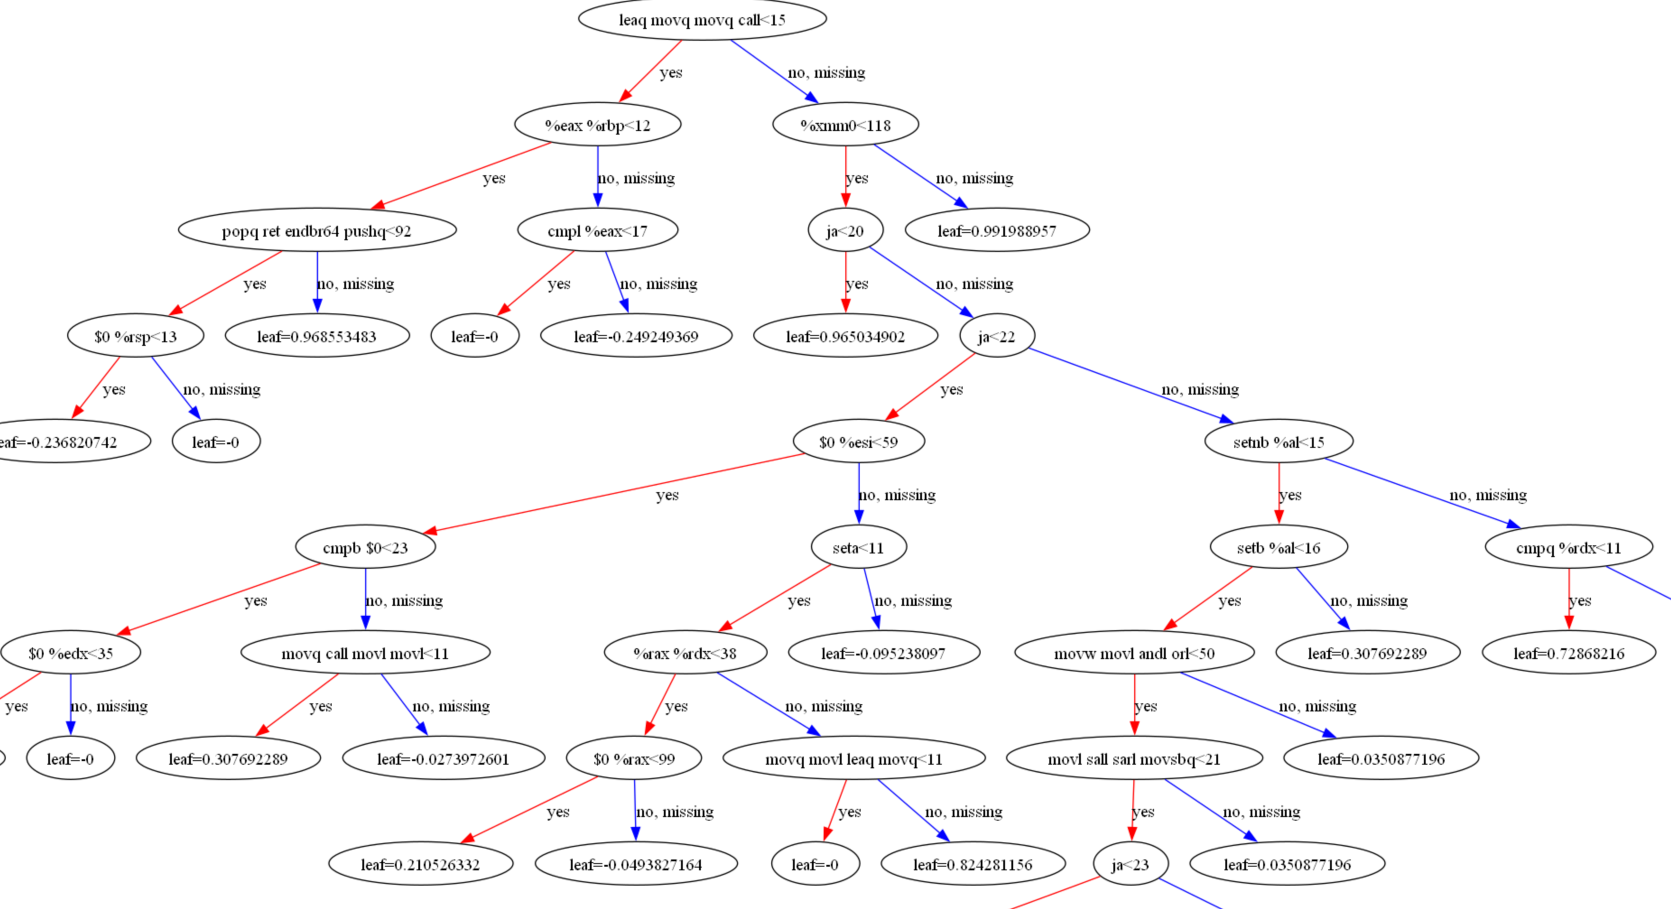 leaq movq movq call<15
yes
no, missing
%eax %rbp<12
%xmm0<118
yes
no, missing
yes
no, missing
popq ret endbr64 pushq<92
cmpl %eax<17
ja<20
leaf=0.991988957
yes
no, missing
yes
no, missing
yes
no, missing
$0 %rsp<13
leaf=0.968553483
leaf=-0
leaf=-0.249249369
leaf=0.965034902
ja<22
yes
no, missing
yes
no, missing
eaf=-0.236820742
leaf=-0
$0 %esi<59
setnb %al<15
yes
no, missing
yes
no, missing
cmpb $0<23
seta<11
setb %al<16
cmpq %rdx<11
yes
no, missing
yes
no, missing
yes
no, missing
yes
$0 %edx<35
movq call movl movl<11
%rax %rdx<38
leaf=-0.095238097
movw movl andl orl<50
leaf=0.307692289
leaf=0.72868216
yes
no, missing
yes
no, missing
yes
no, missing
yes
no, missing
leaf=-0
leaf=0.307692289
leaf=-0.0273972601
$0 %rax<99
movq movl leaq movq<11
movl sall sarl movsbq<21
leaf=0.0350877196
yes
no, missing
yes
no, missing
yes
no, missing
leaf=0.210526332
leaf=-0.0493827164
leaf=-0
leaf=0.824281156
ja<23
leaf=0.0350877196